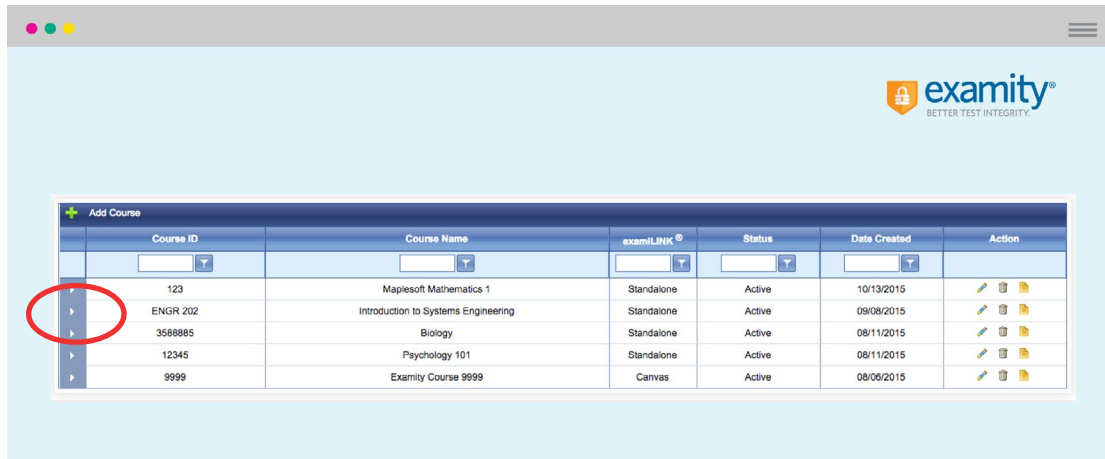 examity®
BETTER TEST INTEGRITY.
Add Course
Course ID Course Name examiLINK ® Status Date Created Action
123 Maplesoft Mathematics 1 Standalone Active 10/13/2015
ENGR 202 Introduction to Systems Engineering Standalone Active 09/08/2015
3588885 Biology Standalone Active 08/11/2015
12345 Psychology 101 Standalone Active 08/11/2015
9999 Examity Course 9999 Canvas Active 08/06/2015